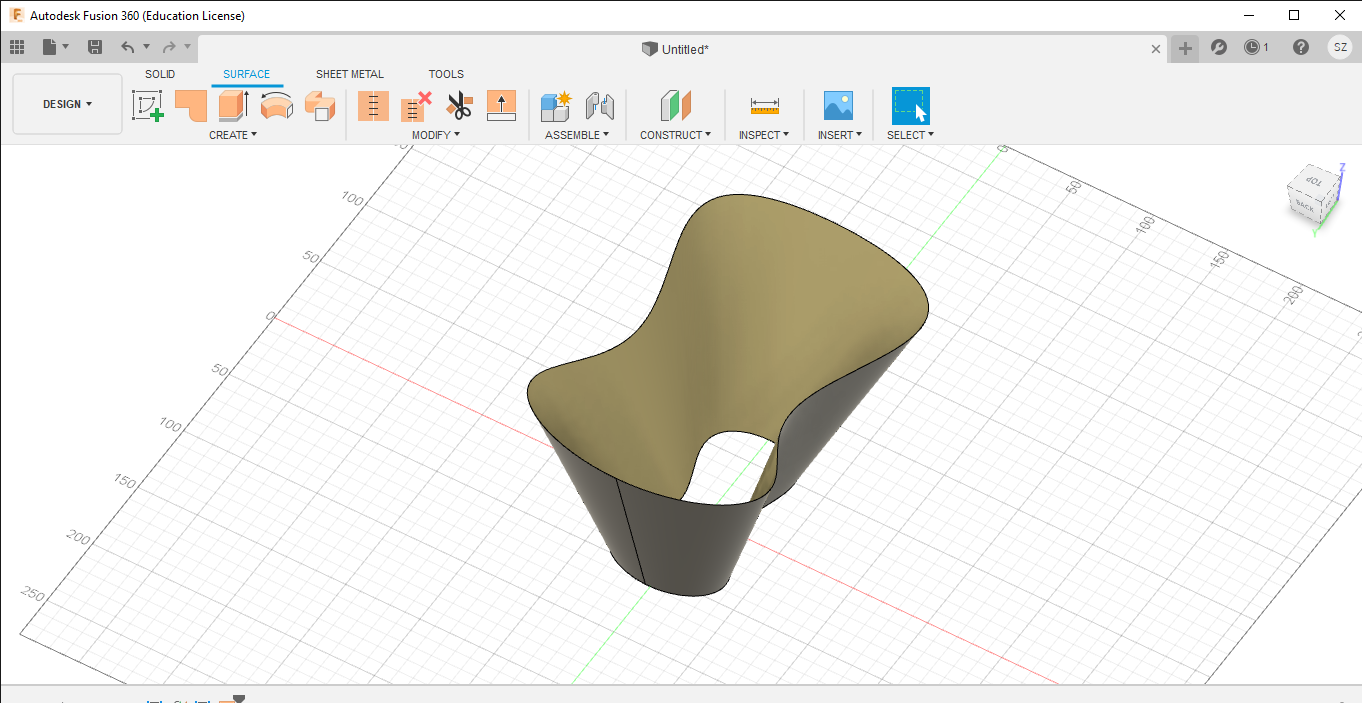 Autodesk Fusion 360 (Education License)
Untitled*
1
SZ
SOLID SURFACE SHEET METAL TOOLS
DESIGN
CREATE MODIFY ASSEMBLE CONSTRUCT INSPECT INSERT SELECT
0
50
100
150
200
100
50
0
50
100
150
200
250
TOP
BACK
Z
Y